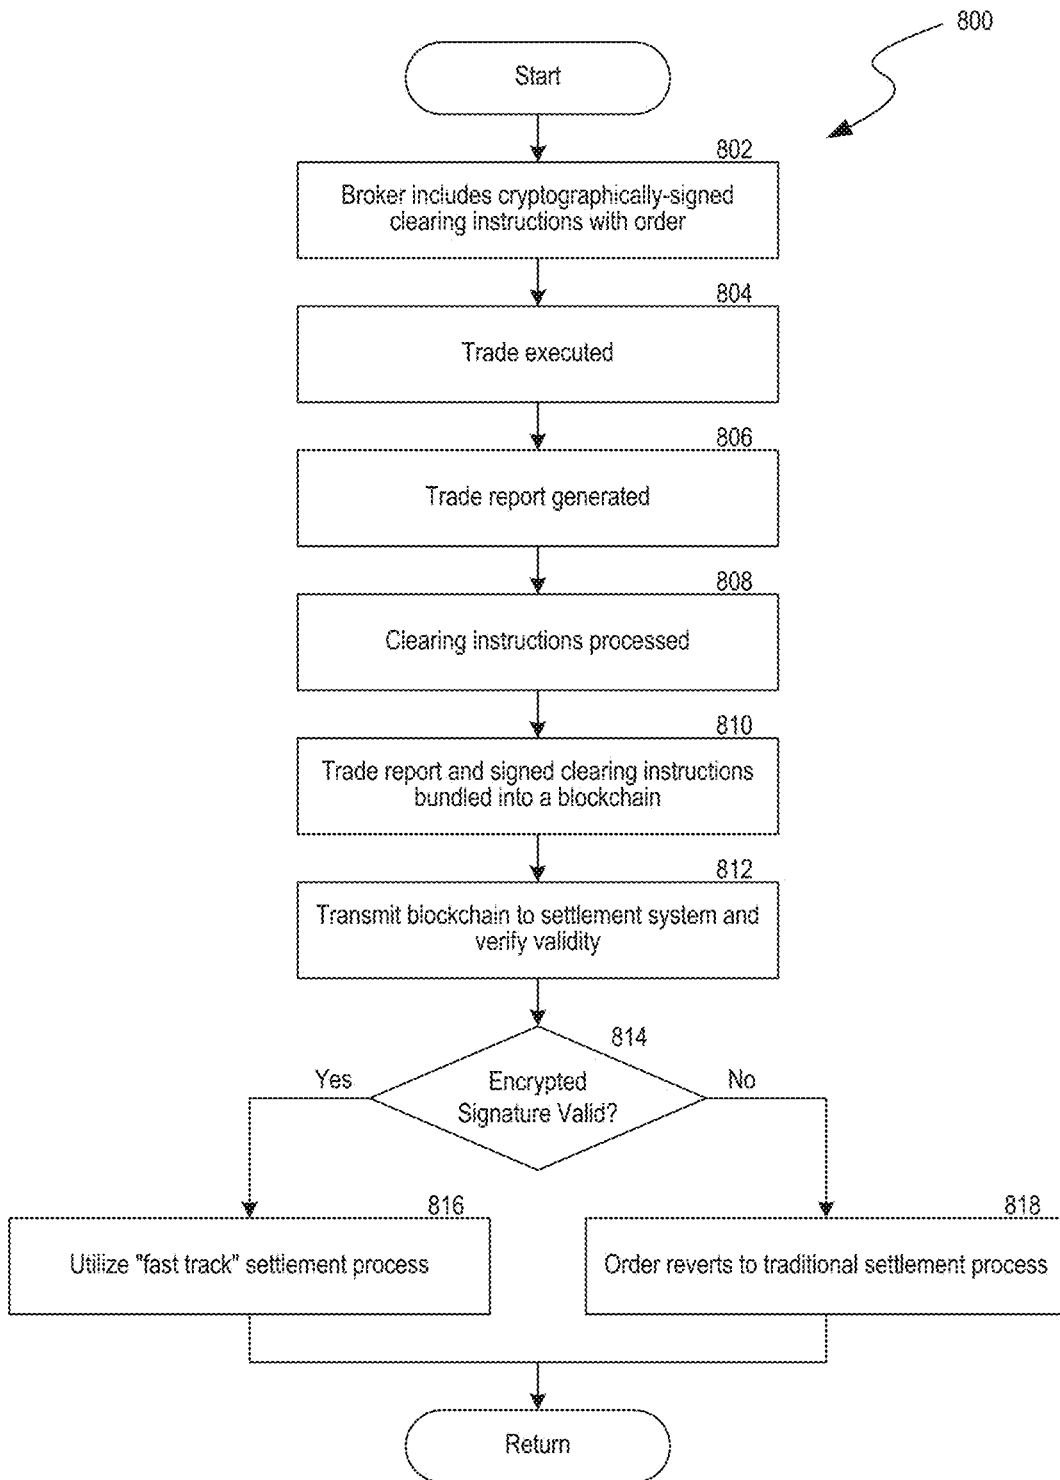 800
Start
802
Broker includes cryptographically-signed
clearing instructions with order
804
Trade executed
806
Trade report generated
808
Clearing instructions processed
810
Trade report and signed clearing instructions
bundled into a blockchain
812
Transmit blockchain to settlement system and
verify validity
814
Encrypted
Signature Valid?
Yes
No
816
Utilize "fast track" settlement process
818
Order reverts to traditional settlement process
Return